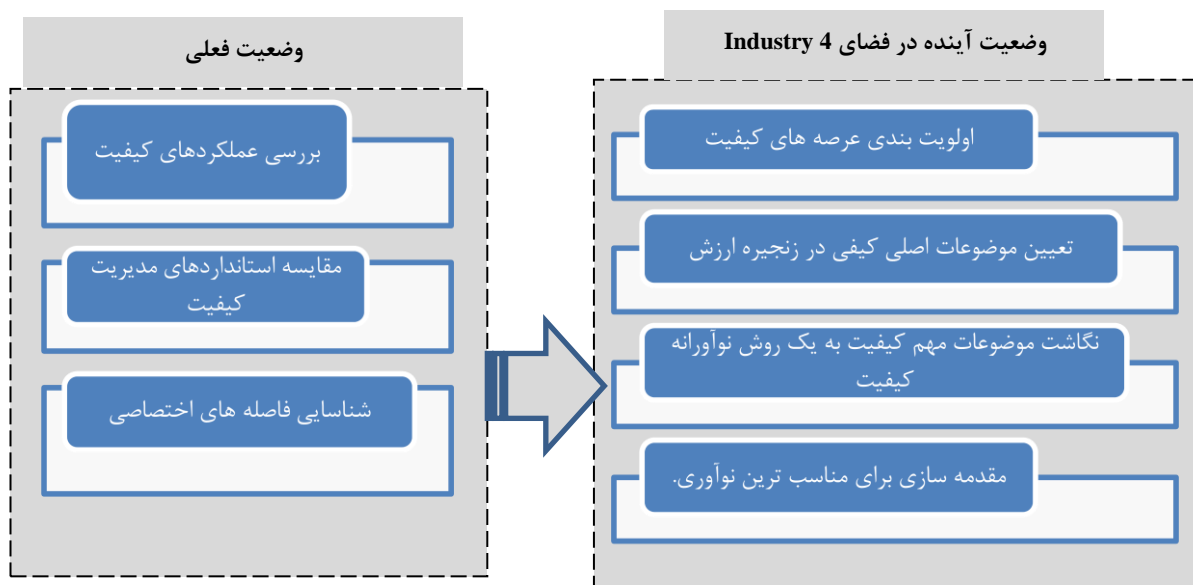 وضعیت فعلی
بررسی عملکردهای کیفیت
مقایسه استانداردهای مدیریت
کیفیت
شناسایی فاصله های اختصاصی
وضعیت آینده در فضای Industry 4
اولویت بندی عرصه های کیفیت
تعیین موضوعات اصلی کیفی در زنجیره ارزش
نگاشت موضوعات مهم کیفیت به یک روش نوآورانه
کیفیت
مقدمه سازی برای مناسب ترین نوآوری.